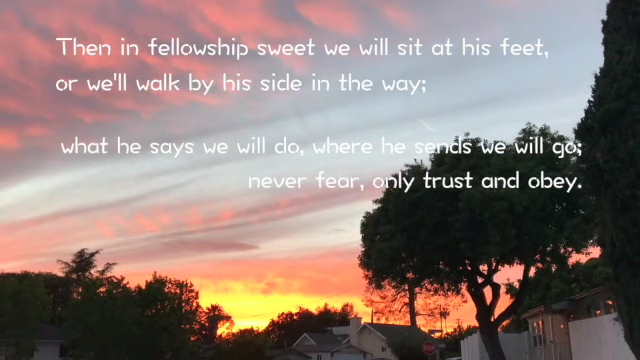 Then in fellowship sweet we will sit at his feet,
or we'll walk by his side in the way;
what he says we will do, where he sends we will go;
never fear, only trust and obey.